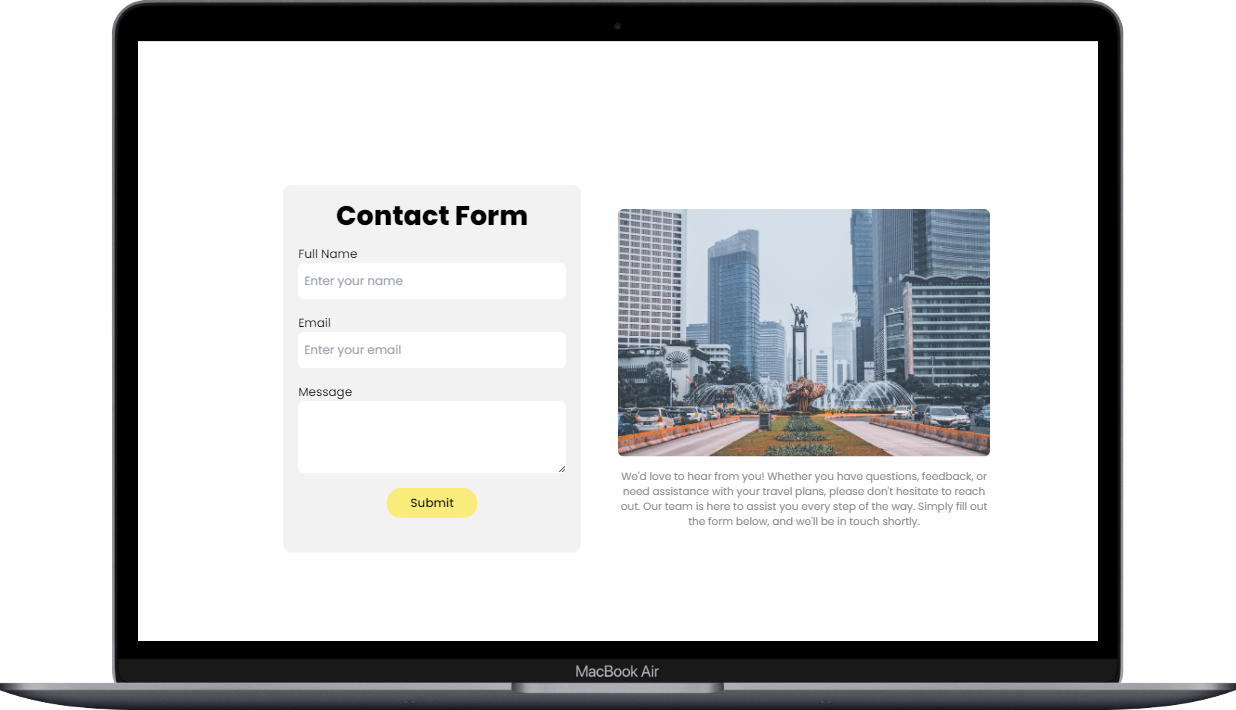 Contact Form
Full Name
Enter your name
Email
Enter your email
Message
Submit
We'd love to hear from you! Whether you have questions, feedback, or
need assistance with your travel plans, please don't hesitate to reach
out. Our team is here to assist you every step of the way. Simply fill out
the form below, and we'll be in touch shortly.
MacBook Air